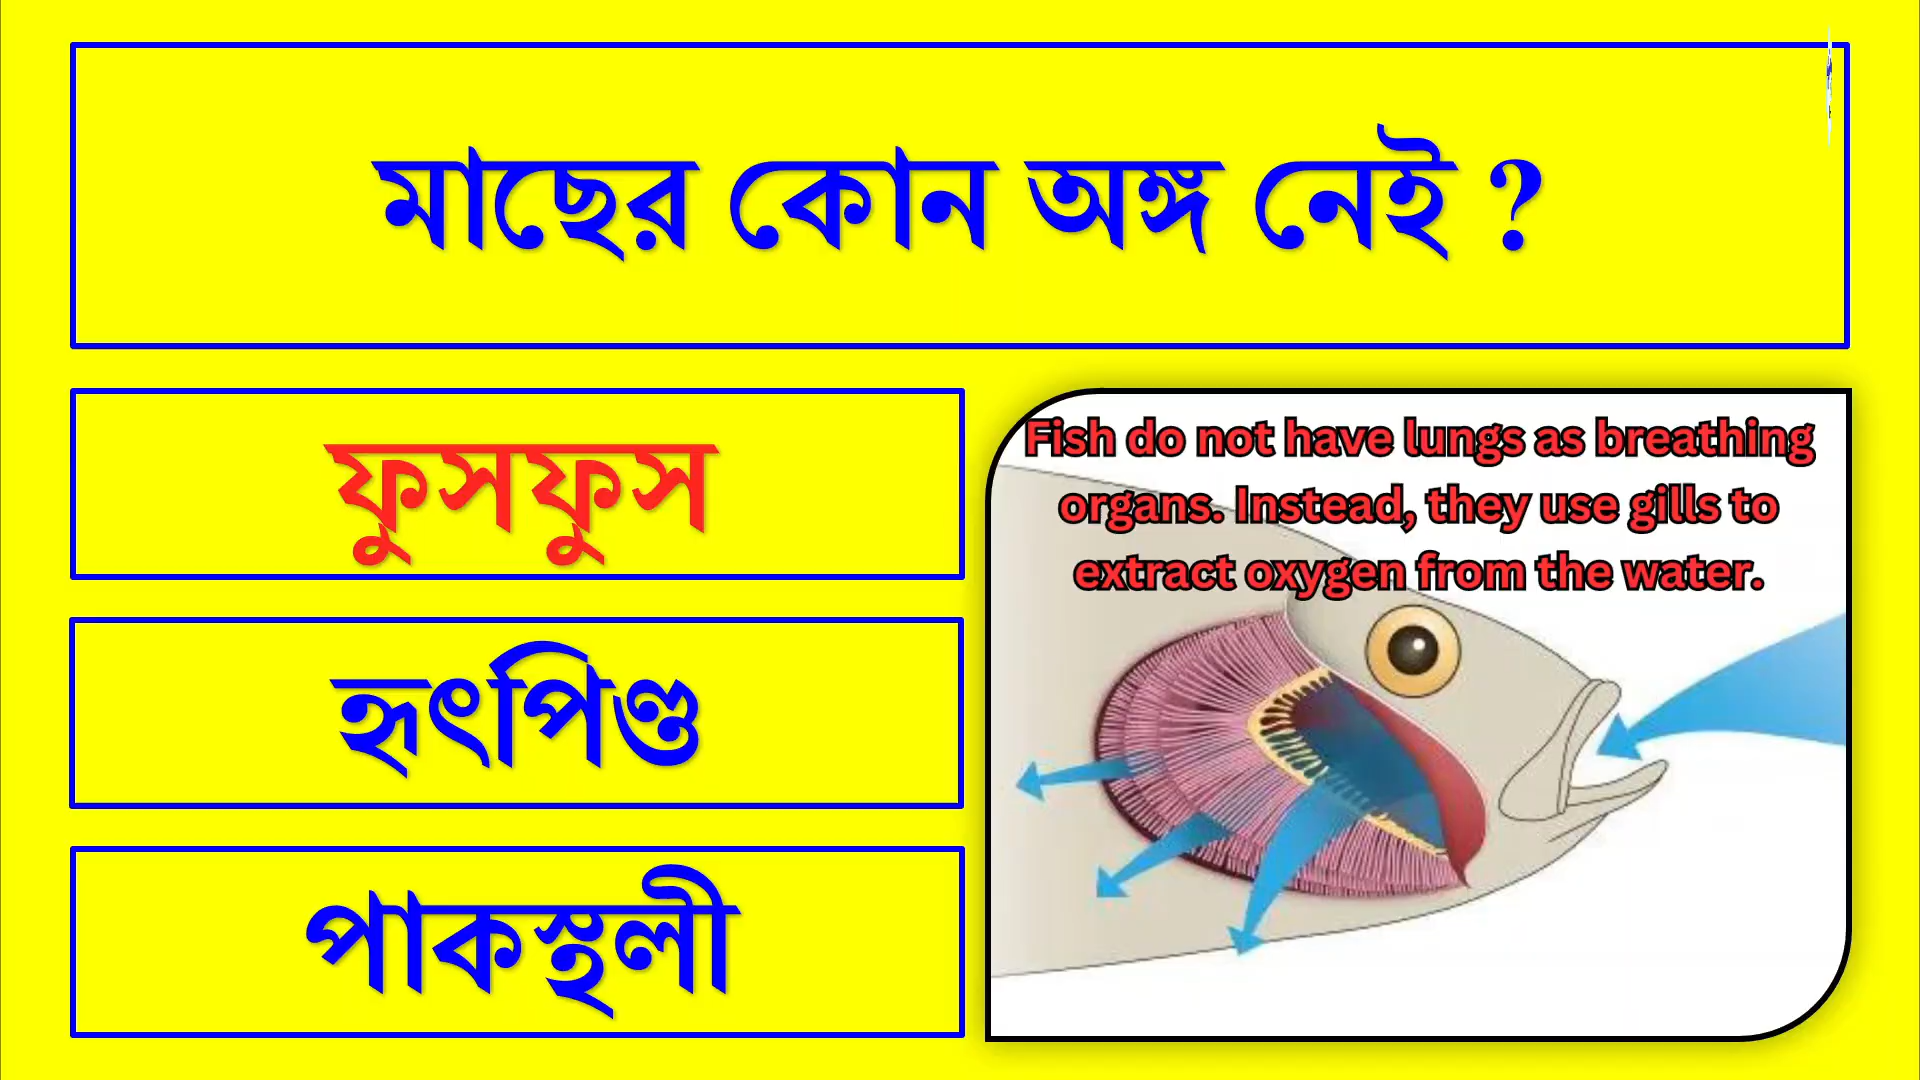 মাছের কোন অঙ্গ নেই ?
ফুসফুস
হৃৎপিণ্ড
পাকস্থলী
Fish do not have lungs as breathing
organs. Instead, they use gills to
extract oxygen from the water.